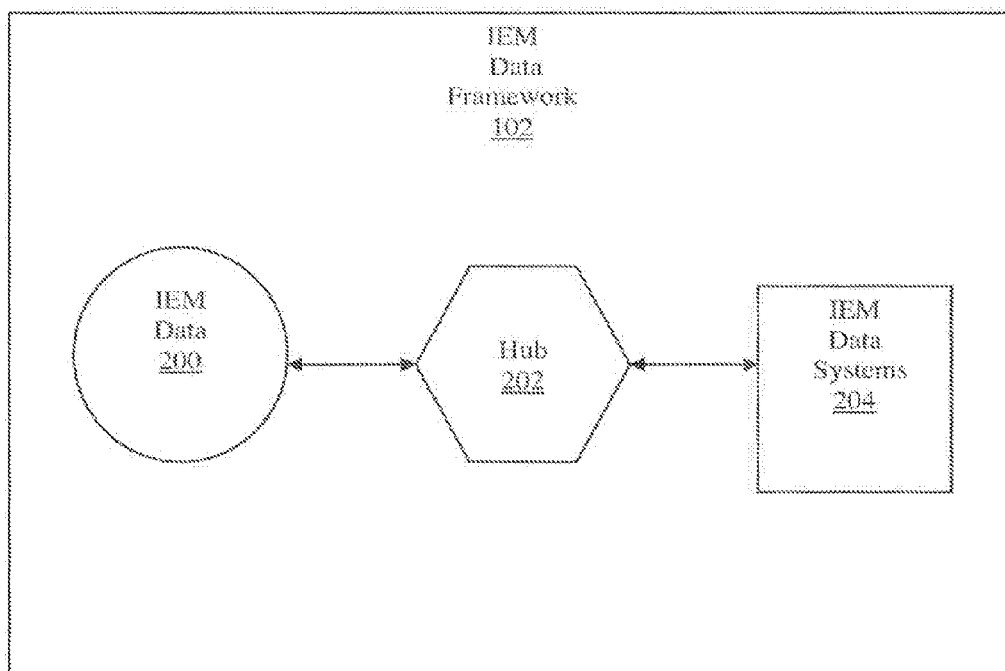 IEM
Data
Framework
102
IEM
Data
200
Hub
202
IEM
Data
Systems
204